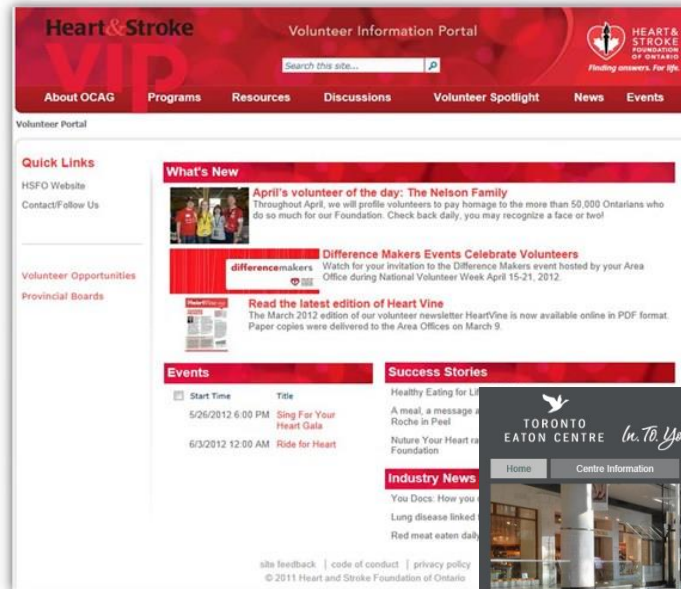 Heart&Stroke
VIP
Volunteer Information Portal
Search this site...
HEART&
STROKE
FOUNDATION
OF ONTARIO
Finding answers. For life.
About OCAG Programs Resources Discussions Volunteer Spotlight News Events
Volunteer Portal
Quick Links
HSFO Website
Contact/Follow Us
Volunteer Opportunities
Provincial Boards
What's New
April's volunteer of the day: The Nelson Family
Throughout April, we will profile volunteers to pay homage to the more than 50,000 Ontarians who
do so much for our Foundation. Check back daily, you may recognize a face or two!
differencemakers
Difference Makers Events Celebrate Volunteers
Watch for your invitation to the Difference Makers event hosted by your Area
Office during National Volunteer Week April 15-21, 2012.
Read the latest edition of Heart Vine
The March 2012 edition of our volunteer newsletter HeartVine is now available online in PDF format.
Paper copies were delivered to the Area Offices on March 9.
Events
Start Time Title
5/26/2012 6:00 PM Sing For Your
Heart Gala
6/3/2012 12:00 AM Ride for Heart
Success Stories
Healthy Eating for
A meal, a message
Roche in Peel
Nuture Your Heart
Foundation
Industry News
You Docs: How you
Lung disease linked
Red meat eaten daily
site feedback | code of conduct | privacy policy
© 2011 Heart and Stroke Foundation of Ontario
TORONTO
EATON CENTRE
In. To. You
Home Centre Information